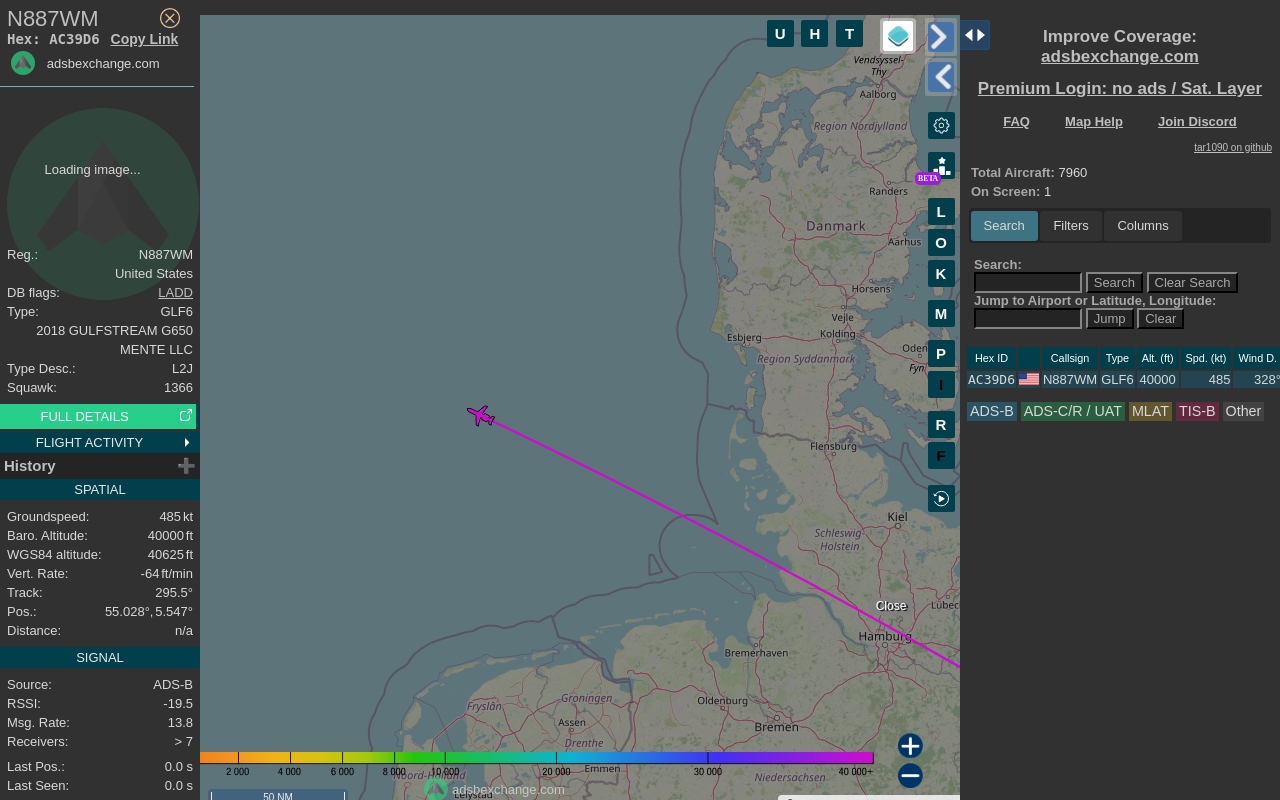 N887WM
Hex: AC39D6 Copy Link
adsbexchange.com
Loading image...
Reg.: N887WM
United States
DB flags: LADD
Type: GLF6
2018 GULFSTREAM G650
MENTE LLC
Type Desc.: L2J
Squawk: 1366
FULL DETAILS
FLIGHT ACTIVITY
History
SPATIAL
Groundspeed: 485 kt
Baro. Altitude: 40000 ft
WGS84 altitude: 40625 ft
Vert. Rate: -64 ft/min
Track: 295.5°
Pos.: 55.028°, 5.547°
Distance: n/a
SIGNAL
Source: ADS-B
RSSI: -19.5
Msg. Rate: 13.8
Receivers: > 7
Last Pos.: 0.0 s
Last Seen: 0.0 s
U H T
Vendsyssel-
Thy
Aalborg
Region Nordjylland
BETA
Randers
L
Danmark
Aarhus
O
K
Horsens
M
Vejle
Esbjerg
Kolding
P
Region Syddanmark
Oden
Fyn
I
R
Flensburg
F
Kiel
Schleswig-
Holstein
Close
Lübec
Hamburg
Bremerhaven
Oldenburg
Bremen
Groningen
Fryslân
Assen
Drenthe
Emmen
Niedersachsen
2 000 4 000 6 000 8 000 10 000 20 000 30 000 40 000+
Noord-Holland
adsbexchange.com
Lelystad
50 NM
Improve Coverage:
adsbexchange.com
Premium Login: no ads / Sat. Layer
FAQ Map Help Join Discord
tar1090 on github
Total Aircraft: 7960
On Screen: 1
Search Filters Columns
Search:
Search Clear Search
Jump to Airport or Latitude, Longitude:
Jump Clear
Hex ID Callsign Type Alt. (ft) Spd. (kt) Wind D.
AC39D6 N887WM GLF6 40000 485 328°
ADS-B ADS-C/R / UAT MLAT TIS-B Other